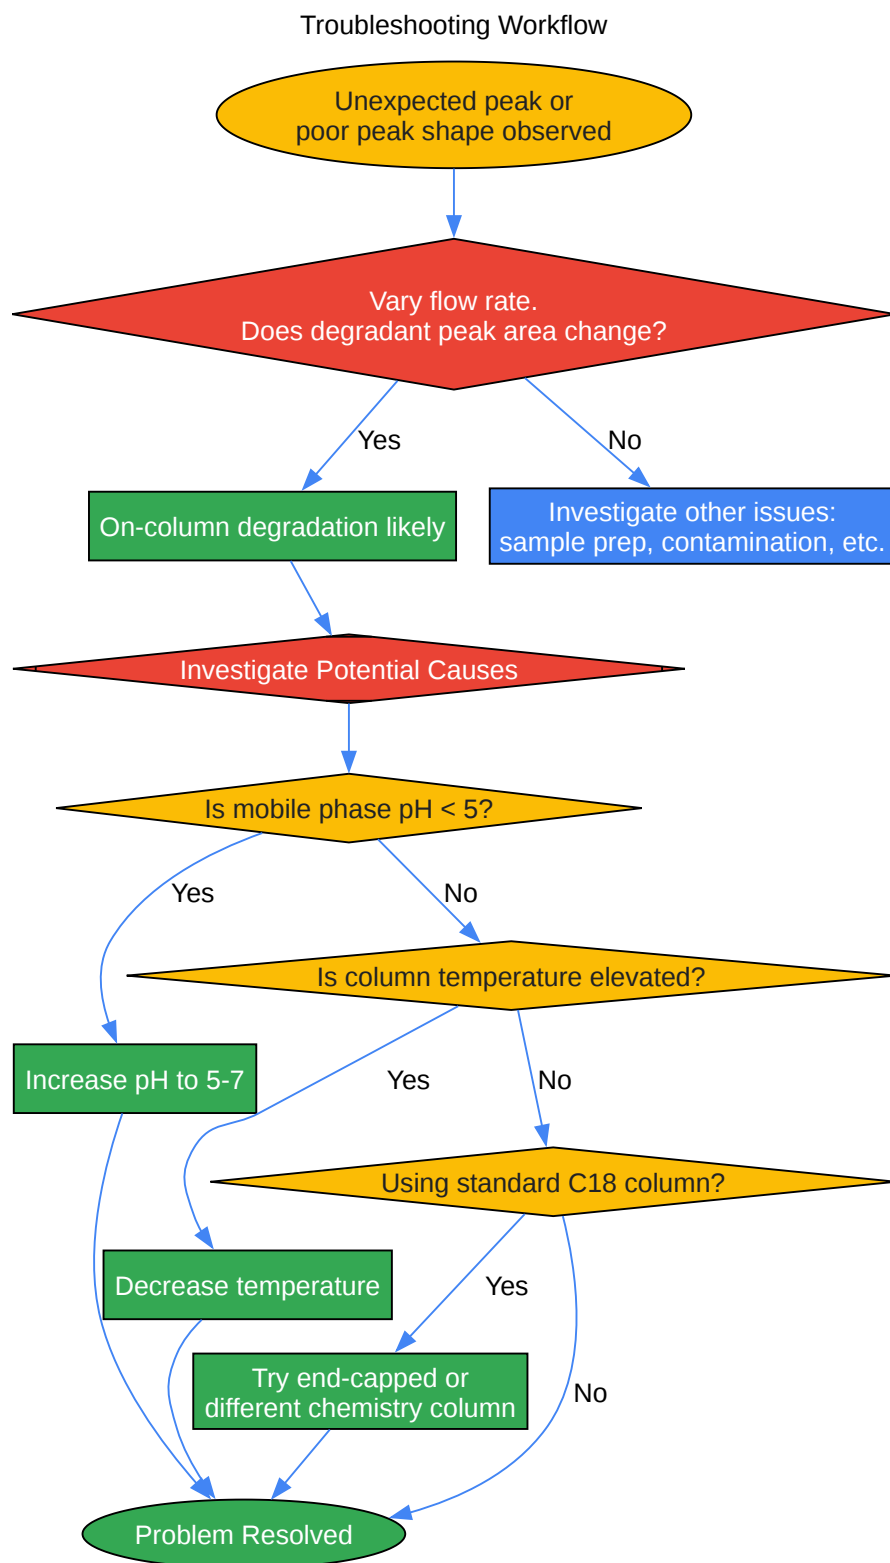 Troubleshooting Workflow
Unexpected peak or
poor peak shape observed
Vary flow rate.
Does degradant peak area change?
Yes
No
On-column degradation likely
Investigate other issues:
sample prep, contamination, etc.
Investigate Potential Causes
Is mobile phase pH < 5?
Yes
No
Is column temperature elevated?
Increase pH to 5-7
Yes
No
Using standard C18 column?
Decrease temperature
Yes
Try end-capped or
different chemistry column
No
Problem Resolved